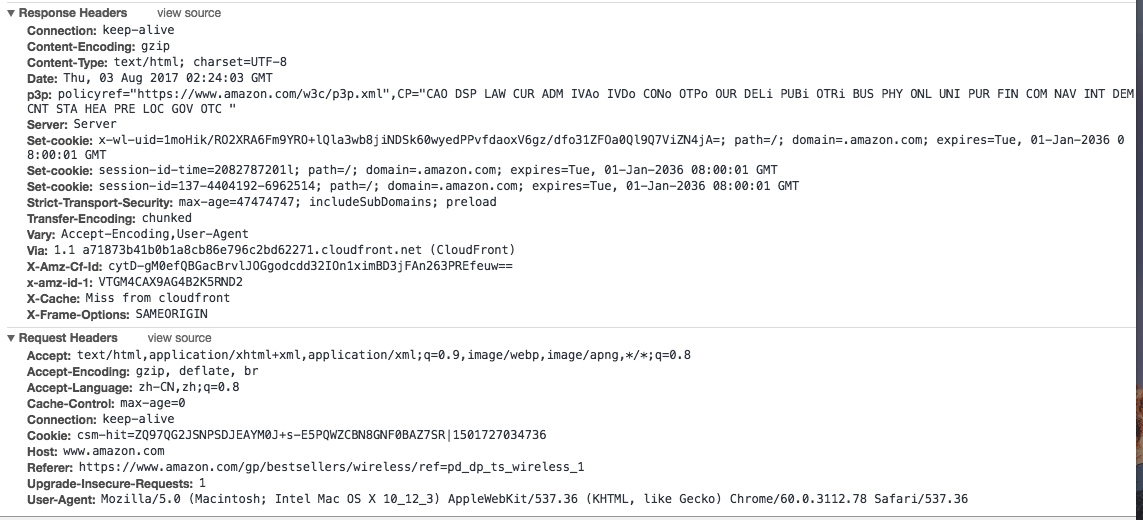 ▼ Response Headers view source
Connection: keep-alive
Content-Encoding: gzip
Content-Type: text/html; charset=UTF-8
Date: Thu, 03 Aug 2017 02:24:03 GMT
p3p: policyref="https://www.amazon.com/w3c/p3p.xml",CP="CAO DSP LAW CUR ADM IVAo IVDo CONo OTPo OUR DELi PUBi OTRi BUS PHY ONL UNI PUR FIN COM NAV INT DEM
CNT STA HEA PRE LOC GOV OTC "
Server: Server
Set-cookie: x-wl-uid=1moHik/RO2XRA6Fm9YRO+lQla3wb8jiNDSk60wyedPPvfdaoxV6gz/dfo31ZFOa0Ql9Q7ViZN4jA=; path=/; domain=.amazon.com; expires=Tue, 01-Jan-2036 0
8:00:01 GMT
Set-cookie: session-id-time=2082787201l; path=/; domain=.amazon.com; expires=Tue, 01-Jan-2036 08:00:01 GMT
Set-cookie: session-id=137-4404192-6962514; path=/; domain=.amazon.com; expires=Tue, 01-Jan-2036 08:00:01 GMT
Strict-Transport-Security: max-age=47474747; includeSubDomains; preload
Transfer-Encoding: chunked
Vary: Accept-Encoding,User-Agent
Via: 1.1 a71873b41b0b1a8cb86e796c2bd62271.cloudfront.net (CloudFront)
X-Amz-Cf-Id: cytD-gM0efQBGacBrvlJOGgodcdd32IOn1ximBD3jFAn263PREfeuw==
x-amz-id-1: VTGM4CAX9AG4B2K5RND2
X-Cache: Miss from cloudfront
X-Frame-Options: SAMEORIGIN
▼ Request Headers view source
Accept: text/html,application/xhtml+xml,application/xml;q=0.9,image/webp,image/apng,*/*;q=0.8
Accept-Encoding: gzip, deflate, br
Accept-Language: zh-CN,zh;q=0.8
Cache-Control: max-age=0
Connection: keep-alive
Cookie: csm-hit=ZQ97QG2JSNPSDJEAYM0J+s-E5PQWZCBN8GNF0BAZ7SR|1501727034736
Host: www.amazon.com
Referer: https://www.amazon.com/gp/bestsellers/wireless/ref=pd_dp_ts_wireless_1
Upgrade-Insecure-Requests: 1
User-Agent: Mozilla/5.0 (Macintosh; Intel Mac OS X 10_12_3) AppleWebKit/537.36 (KHTML, like Gecko) Chrome/60.0.3112.78 Safari/537.36